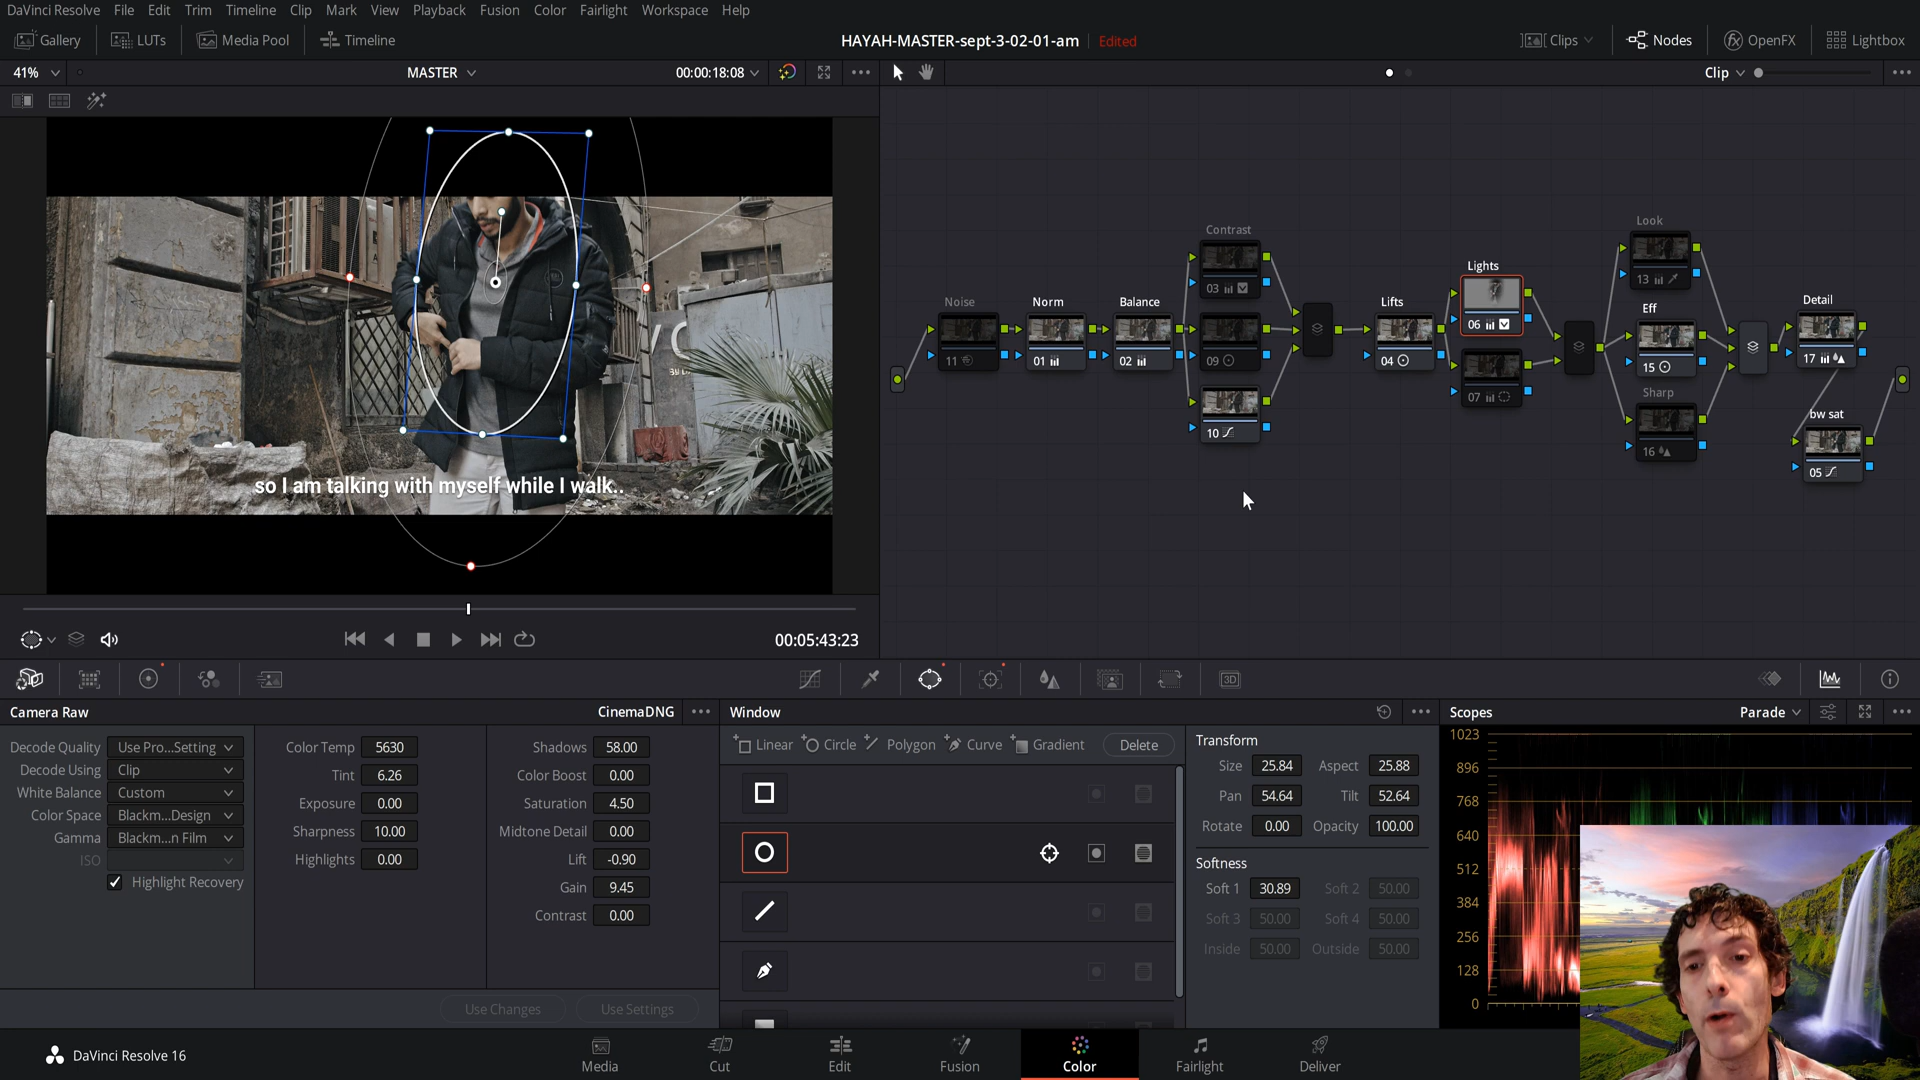 DaVinci Resolve File Edit Trim Timeline Clip Mark View Playback Fusion Color Fairlight Workspace Help
Gallery LUTs Media Pool Timeline HAYAH-MASTER-sept-3-02-01-am Edited Clips Nodes OpenFX Lightbox
41% MASTER 00:00:18:08 Clip
Contrast
Look
Lights
Noise Norm Balance Lifts Eff Detail
03
13
06
11 01 02 09 04 15 17
Sharp
07
bw sat
10
16
05
so I am talking with myself while I walk..
00:05:43:23
3D
Camera Raw CinemaDNG
Decode Quality Use Pro...Setting
Decode Using Clip
White Balance Custom
Color Space Blackm...Design
Gamma Blackm...n Film
ISO
Highlight Recovery
Color Temp 5630
Tint 6.26
Exposure 0.00
Sharpness 10.00
Highlights 0.00
Shadows 58.00
Color Boost 0.00
Saturation 4.50
Midtone Detail 0.00
Lift -0.90
Gain 9.45
Contrast 0.00
Use Changes Use Settings
Window
Linear Circle Polygon Curve Gradient Delete
Transform
Size 25.84 Aspect 25.88
Pan 54.64 Tilt 52.64
Rotate 0.00 Opacity 100.00
Softness
Soft 1 30.89 Soft 2 50.00
Soft 3 50.00 Soft 4 50.00
Inside 50.00 Outside 50.00
Scopes Parade
1023
896
768
640
512
384
256
128
0
DaVinci Resolve 16
Media Cut Edit Fusion Color Fairlight Deliver